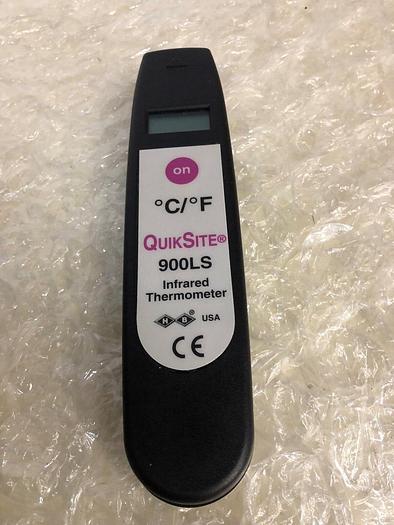 on
°C/°F
QUIKSITE®
900LS
Infrared
Thermometer
H B® USA
CE